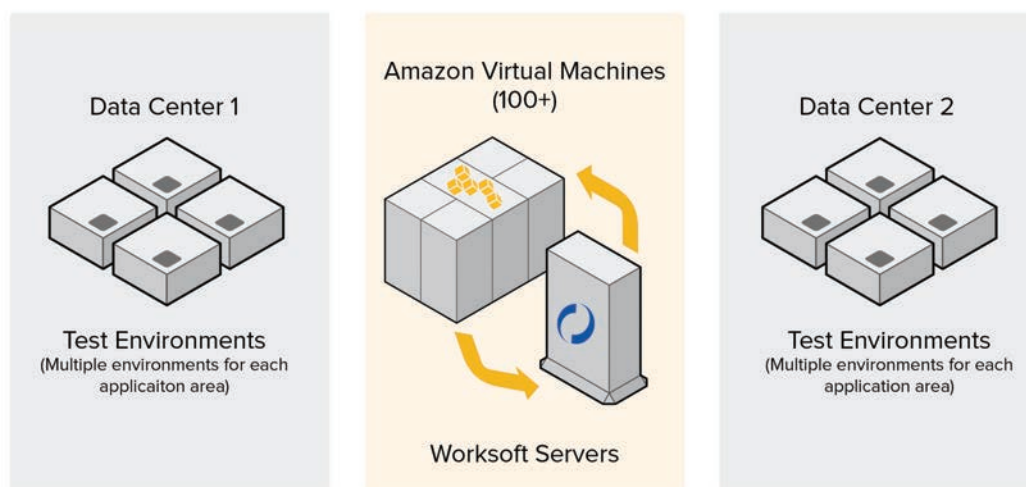 Data Center 1
Test Environments
(Multiple environments for each
applicaiton area)
Amazon Virtual Machines
(100+)
Worksoft Servers
Data Center 2
Test Environments
(Multiple environments for each
application area)